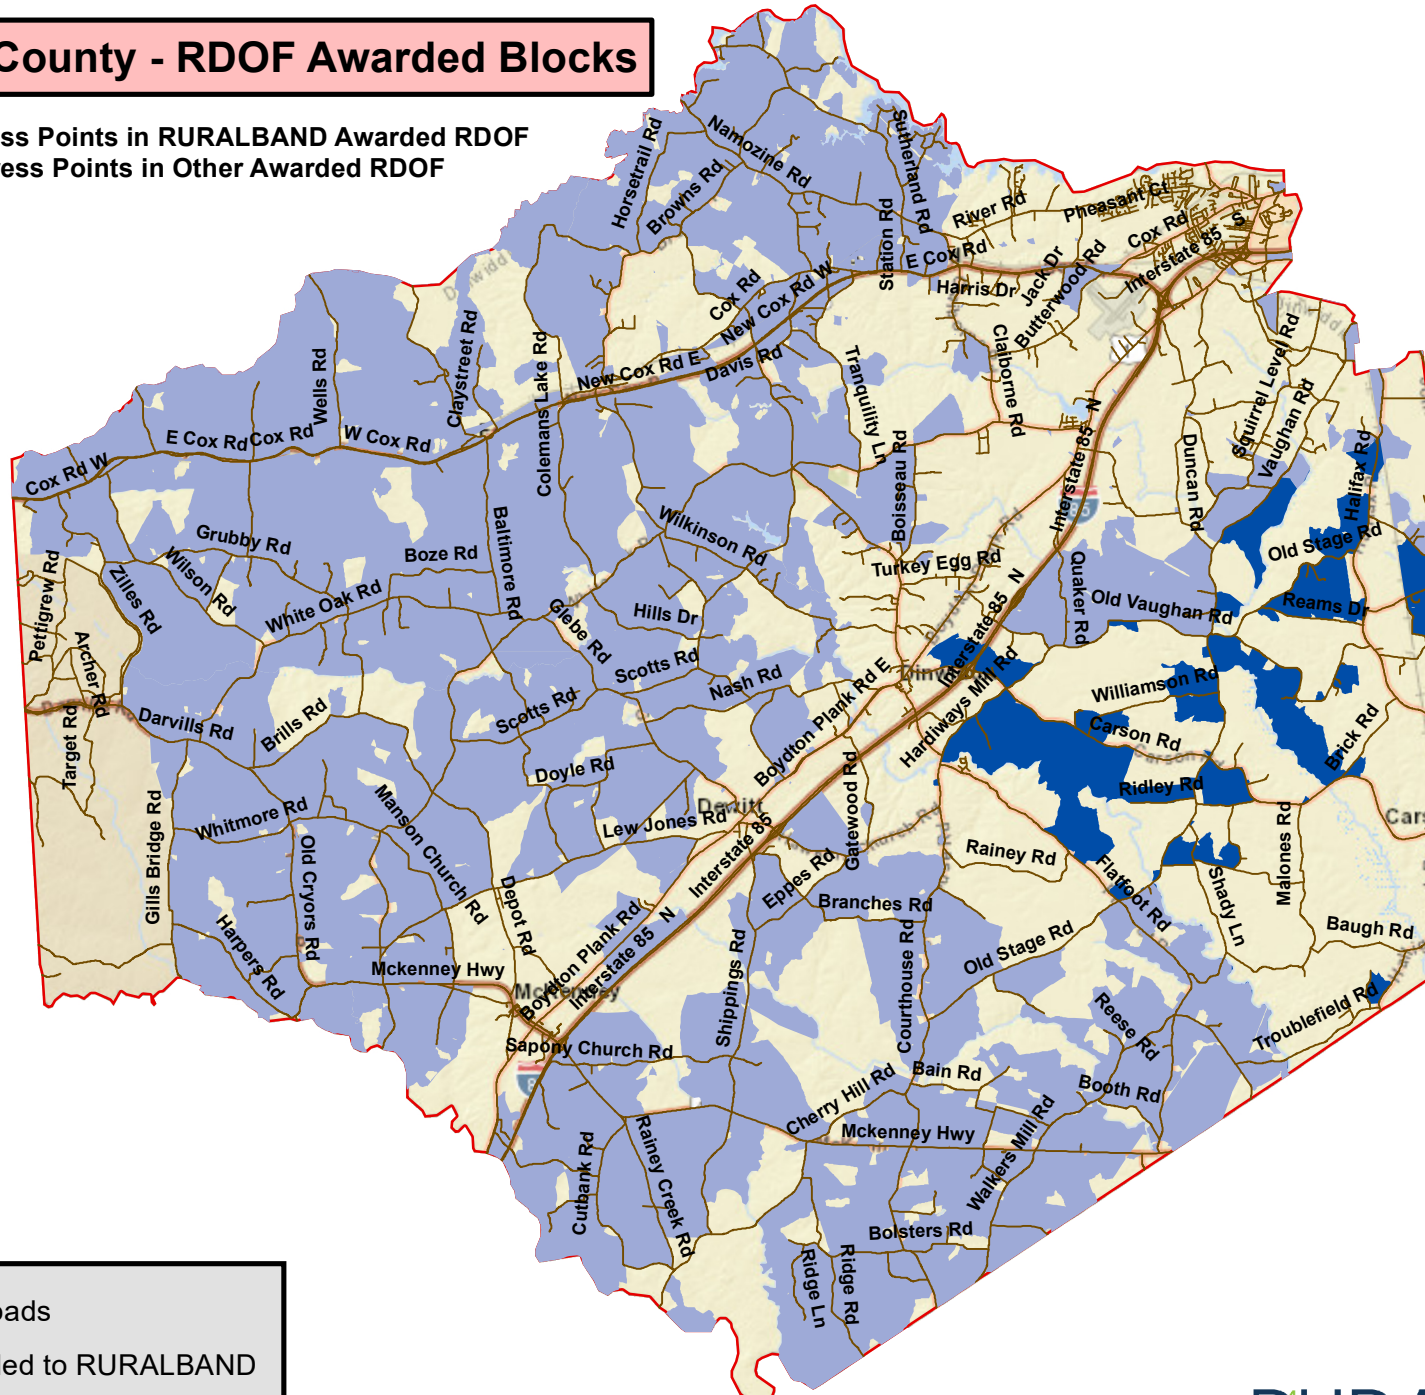 County - RDOF Awarded Blocks
ss Points in RURALBAND Awarded RDOF
ress Points in Other Awarded RDOF
Horsetrail Rd
Namozine Rd
Browns Rd
Sutherland Rd
Station Rd
River Rd
Pheasant Ct
Cox Rd
Interstate 85
S
E Cox Rd
Harris Dr
Jack Dr
Butterwood Rd
Cox Rd
New Cox Rd W
Wells Rd
Claystreet Rd
Colemans Lake Rd
New Cox Rd E
Davis Rd
Tranquility Ln
Claiborne Rd
Squirrel Level Rd
Vaughan Rd
Cox Rd W
E Cox Rd
Cox Rd
W Cox Rd
Boisseau Rd
Interstate 85 N
85
Duncan Rd
Halifax Rd
Grubby Rd
Boze Rd
Baltimore Rd
Wilkinson Rd
Old Stage Rd
Pettigrew Rd
Zilles Rd
Wilson Rd
White Oak Rd
Glebe Rd
Hills Dr
Turkey Egg Rd
Interstate 85 N
Quaker Rd
Old Vaughan Rd
Reams Dr
Archer Rd
Scotts Rd
Scotts Rd
Nash Rd
Boydton Plank Rd E
Hardiways Mill Rd
Williamson Rd
Target Rd
Darvills Rd
Brills Rd
Carson Rd
Carson Rd
Brick Rd
Doyle Rd
Ridley Rd
Dewitt
Cars
Gills Bridge Rd
Whitmore Rd
Manson Church Rd
Lew Jones Rd
Interstate 85
Gatewood Rd
Rainey Rd
Malones Rd
Old Cryors Rd
Eppes Rd
Flatfoot Rd
Shady Ln
Harpers Rd
Depot Rd
Boydton Plank Rd
Interstate 85 N
Branches Rd
Baugh Rd
Mckenney Hwy
McKenney
Shippings Rd
Courthouse Rd
Old Stage Rd
Troublefield Rd
Sapony Church Rd
Reese Rd
Cherry Hill Rd
Bain Rd
Booth Rd
Mckenney Hwy
Walkers Mill Rd
Cutbank Rd
Rainey Creek Rd
Bolsters Rd
Ridge Ln
Ridge Rd
oads
ded to RURALBAND